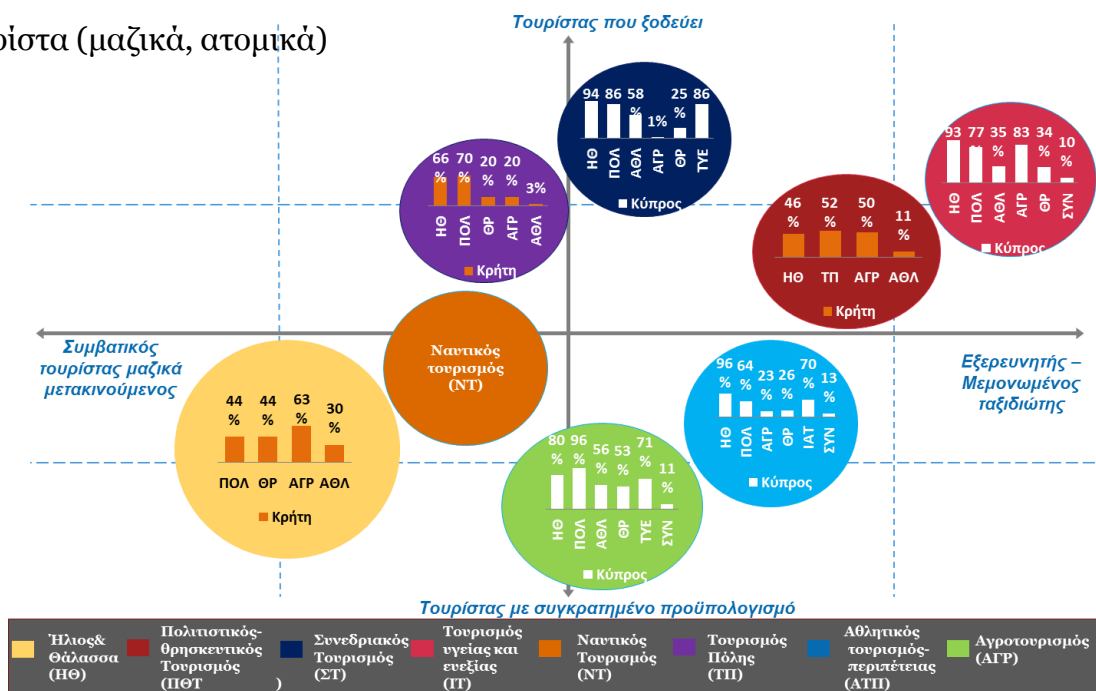 ρίστα (μαζικά, ατομικά)
Τουρίστας που ξοδεύει
94 86 58 % 1% 25 % 86
ΗΘ ΠΟΛ ΑΘΛ ΑΓΡ ΘΡ ΤΥΕ
Κύπρος
93 77 % 35 % 83 34 % 10 %
ΗΘ ΠΟΛ ΑΘΛ ΑΓΡ ΘΡ ΣΥΝ
Κύπρος
66 % 70 % 20 % 20 % 3%
ΗΘ ΠΟΛ ΘΡ ΑΓΡ ΑΘΛ
Κρήτη
46 % 52 % 50 % 11 %
ΗΘ ΤΠ ΑΓΡ ΑΘΛ
Κρήτη
Συμβατικός
τουρίστας μαζικά
μετακινούμενος
Ναυτικός
τουρισμός
(ΝΤ)
Εξερευνητής –
Μεμονωμένος
ταξιδιώτης
44 % 44 % 63 % 30 %
ΠΟΛ ΘΡ ΑΓΡ ΑΘΛ
Κρήτη
96 % 64 % 23 % 26 % 70 % 13 %
ΗΘ ΠΟΛ ΑΓΡ ΘΡ ΙΑΤ ΣΥΝ
Κύπρος
80 % 96 % 56 % 53 % 71 % 11 %
ΗΘ ΠΟΛ ΑΘΛ ΘΡ ΤΥΕ ΣΥΝ
Κύπρος
Τουρίστας με συγκρατημένο προϋπολογισμό
Ήλιος&
Θάλασσα
(ΗΘ)
Πολιτιστικός-
θρησκευτικός
Τουρισμός
(ΠΘΤ )
Συνεδριακός
Τουρισμός
(ΣΤ)
Τουρισμός
υγείας και
ευεξίας
(ΙΤ)
Ναυτικός
Τουρισμός
(ΝΤ)
Τουρισμός
Πόλης
(ΤΠ)
Αθλητικός
τουρισμός-
περιπέτειας
(ΑΤΠ)
Αγροτουρισμός
(ΑΓΡ)